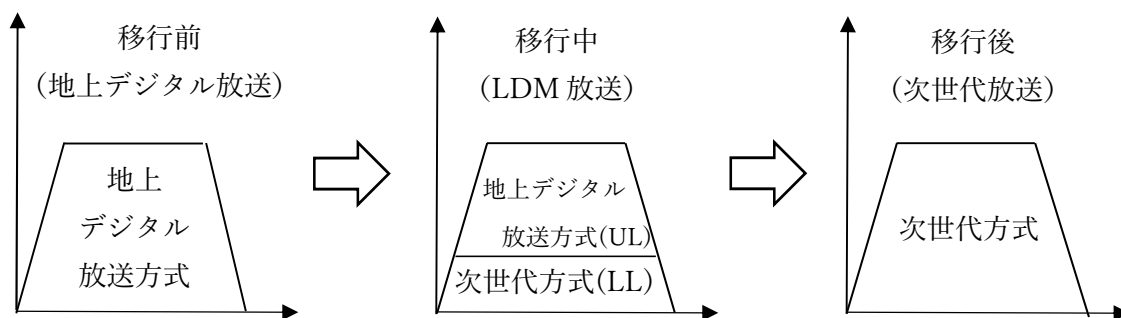 移行前
(地上デジタル放送)
地上
デジタル
放送方式
移行中
(LDM 放送)
地上デジタル
放送方式(UL)
次世代方式(LL)
移行後
(次世代放送)
次世代方式